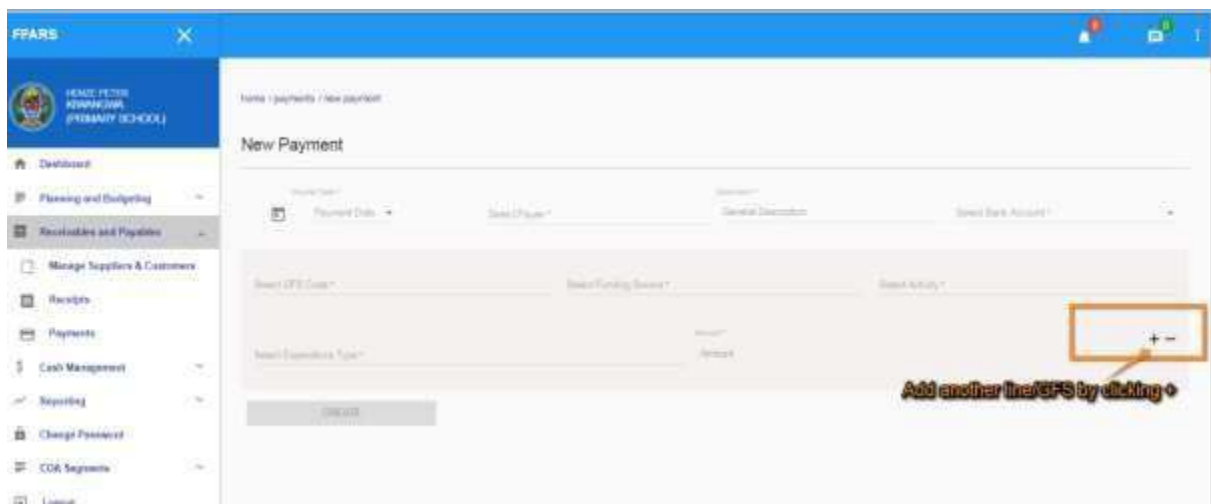 FFARS
KIWANGWA
(PRIMARY SCHOOL)
home / payments / new payment
New Payment
Dashboard
Planning and Budgeting
Receivables and Payables
Manage Suppliers & Customers
Receipts
Payments
Cash Management
Reporting
Change Password
COA Segments
Logout
Payment Date
Select Payee *
General Description
Select Bank Account *
Select GFS Code *
Select Funding Source *
Select Activity *
Select Expenditure Type *
Amount *
Amount
+ −
Add another line/GFS by clicking +
CREATE